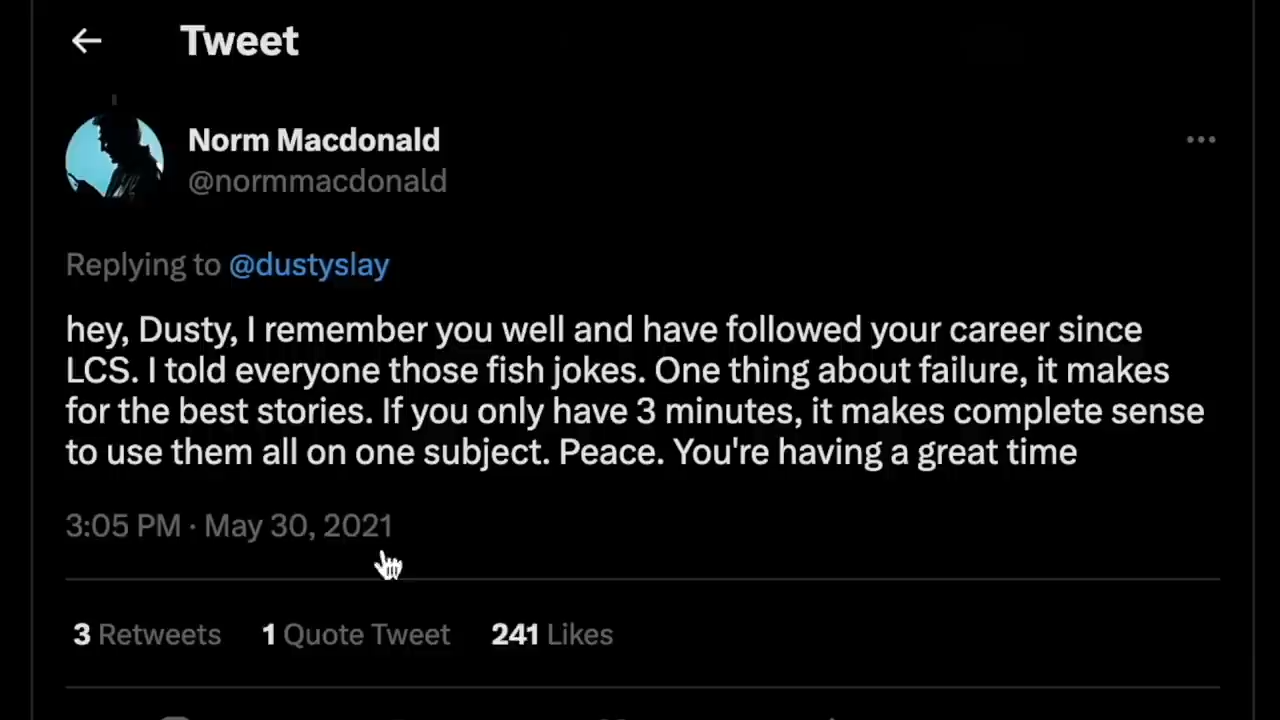 Tweet
Norm Macdonald
@normmacdonald
Replying to @dustyslay
hey, Dusty, I remember you well and have followed your career since
LCS. I told everyone those fish jokes. One thing about failure, it makes
for the best stories. If you only have 3 minutes, it makes complete sense
to use them all on one subject. Peace. You're having a great time
3:05 PM · May 30, 2021
3 Retweets 1 Quote Tweet 241 Likes